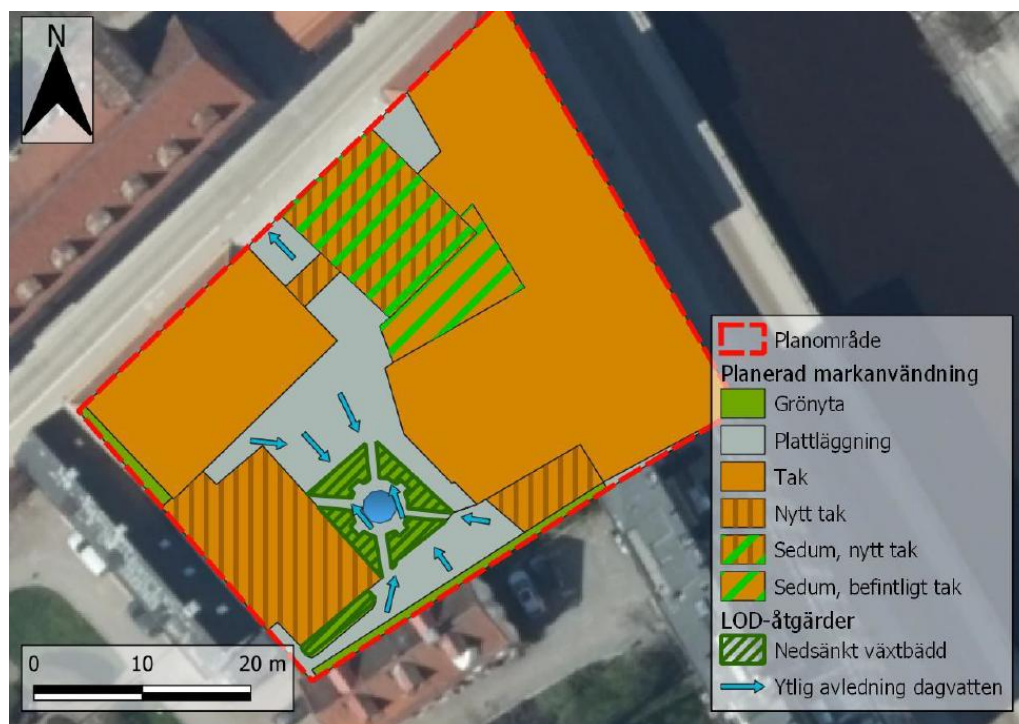 N
Planområde
Planerad markanvändning
Grönyta
Plattläggning
Tak
Nytt tak
Sedum, nytt tak
Sedum, befintligt tak
LOD-åtgärder
Nedsänkt växtbädd
Ytlig avledning dagvatten
0 10 20 m